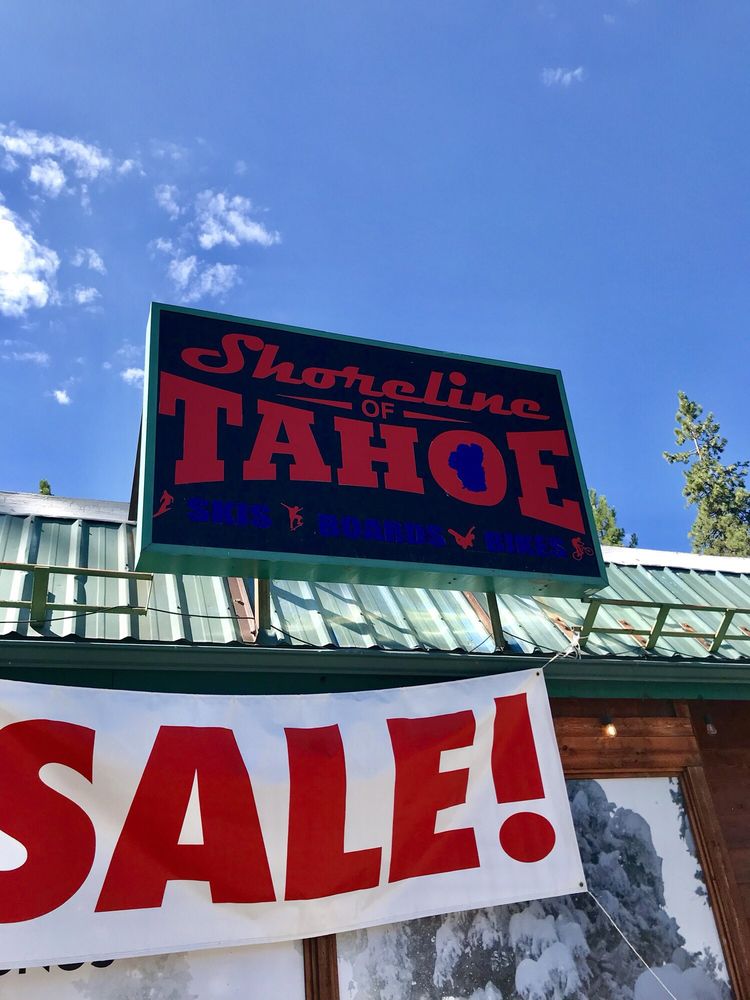 Shoreline
OF
TAHOE
SKIS BOARDS BIKES
SALE!